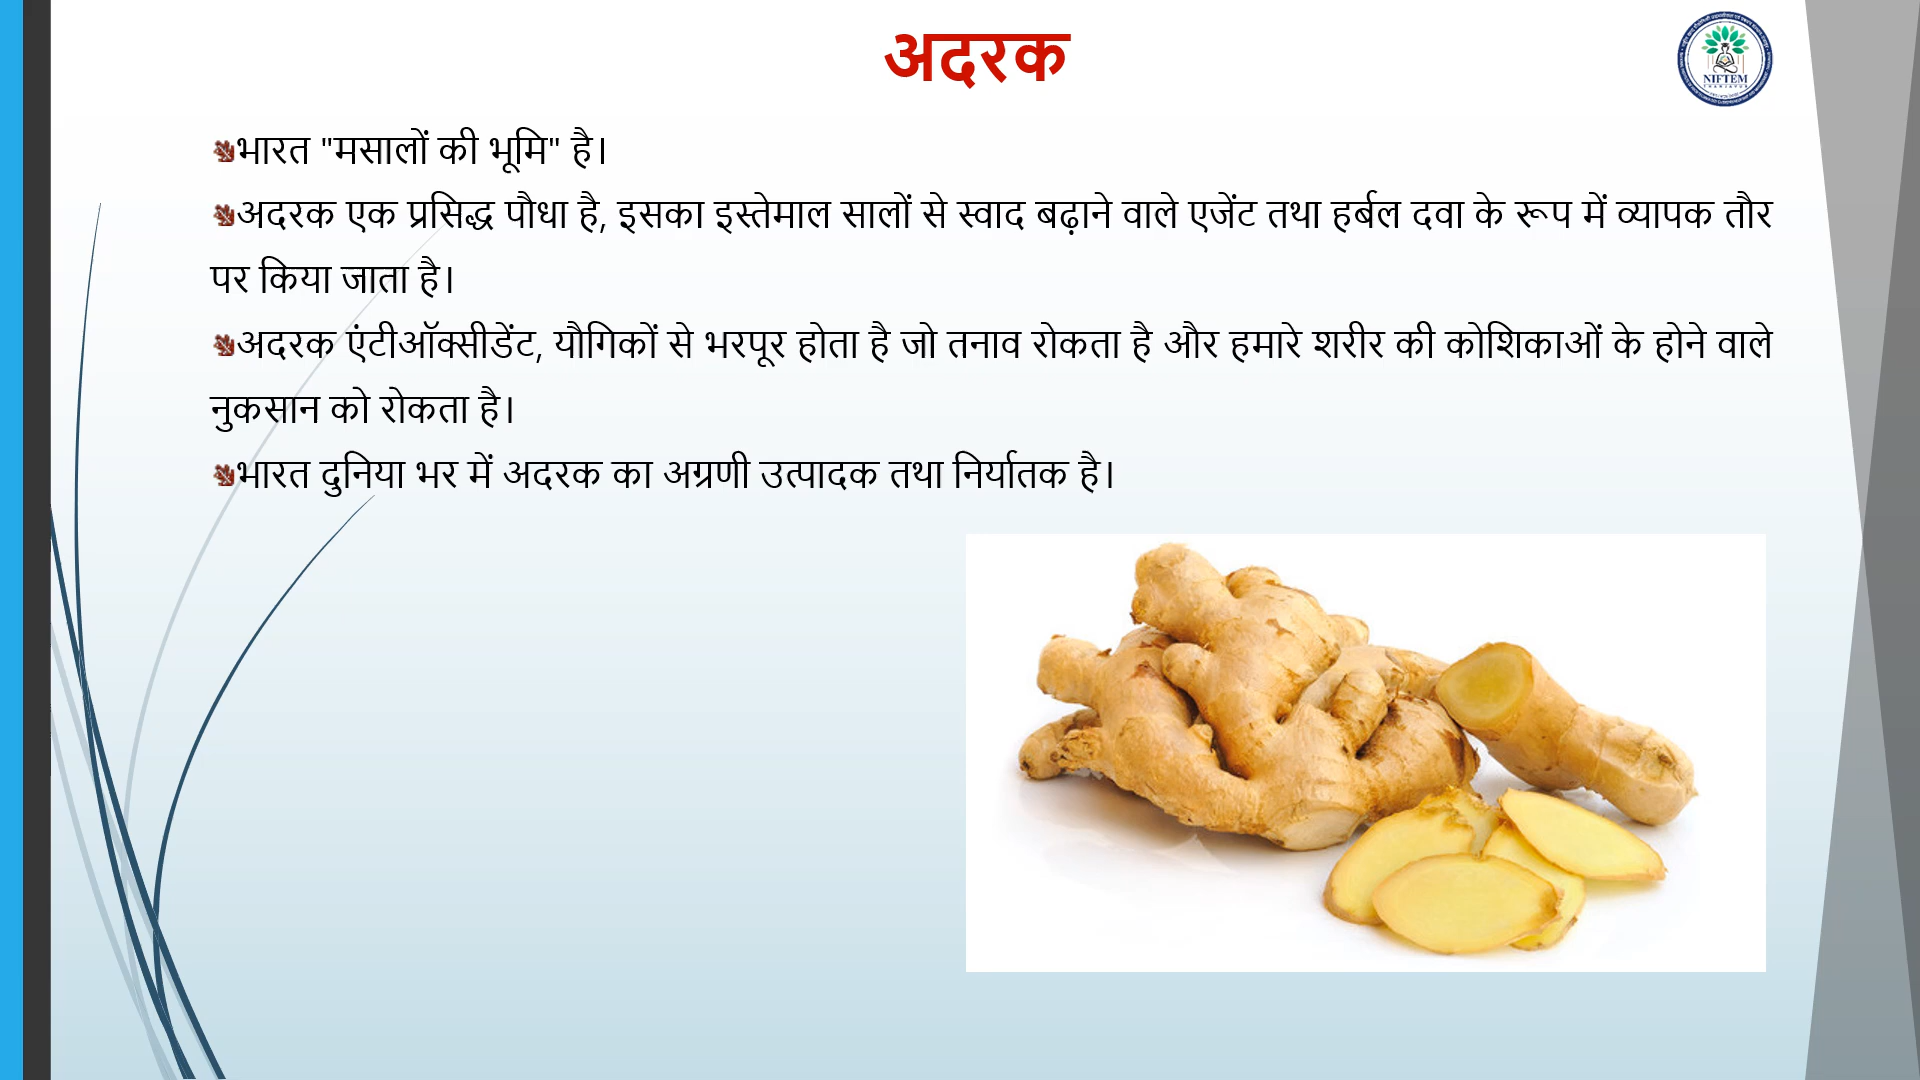 अदरक
NIFTEM
भारत "मसालों की भूमि" है।
अदरक एक प्रसिद्ध पौधा है, इसका इस्तेमाल सालों से स्वाद बढ़ाने वाले एजेंट तथा हर्बल दवा के रूप में व्यापक तौर
पर किया जाता है।
अदरक एंटीऑक्सीडेंट, यौगिकों से भरपूर होता है जो तनाव रोकता है और हमारे शरीर की कोशिकाओं के होने वाले
नुकसान को रोकता है।
भारत दुनिया भर में अदरक का अग्रणी उत्पादक तथा निर्यातक है।